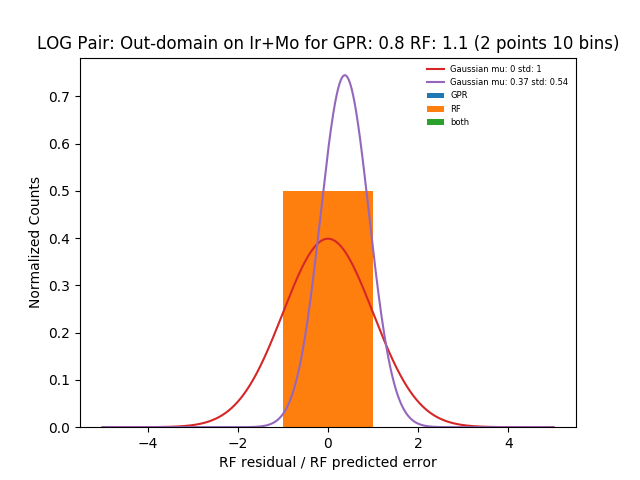 LOG Pair: Out-domain on Ir+Mo for GPR: 0.8 RF: 1.1 (2 points 10 bins)
Gaussian mu: 0 std: 1
Gaussian mu: 0.37 std: 0.54
GPR
RF
both
Normalized Counts
0.7
0.6
0.5
0.4
0.3
0.2
0.1
0.0
−4 −2 0 2 4
RF residual / RF predicted error